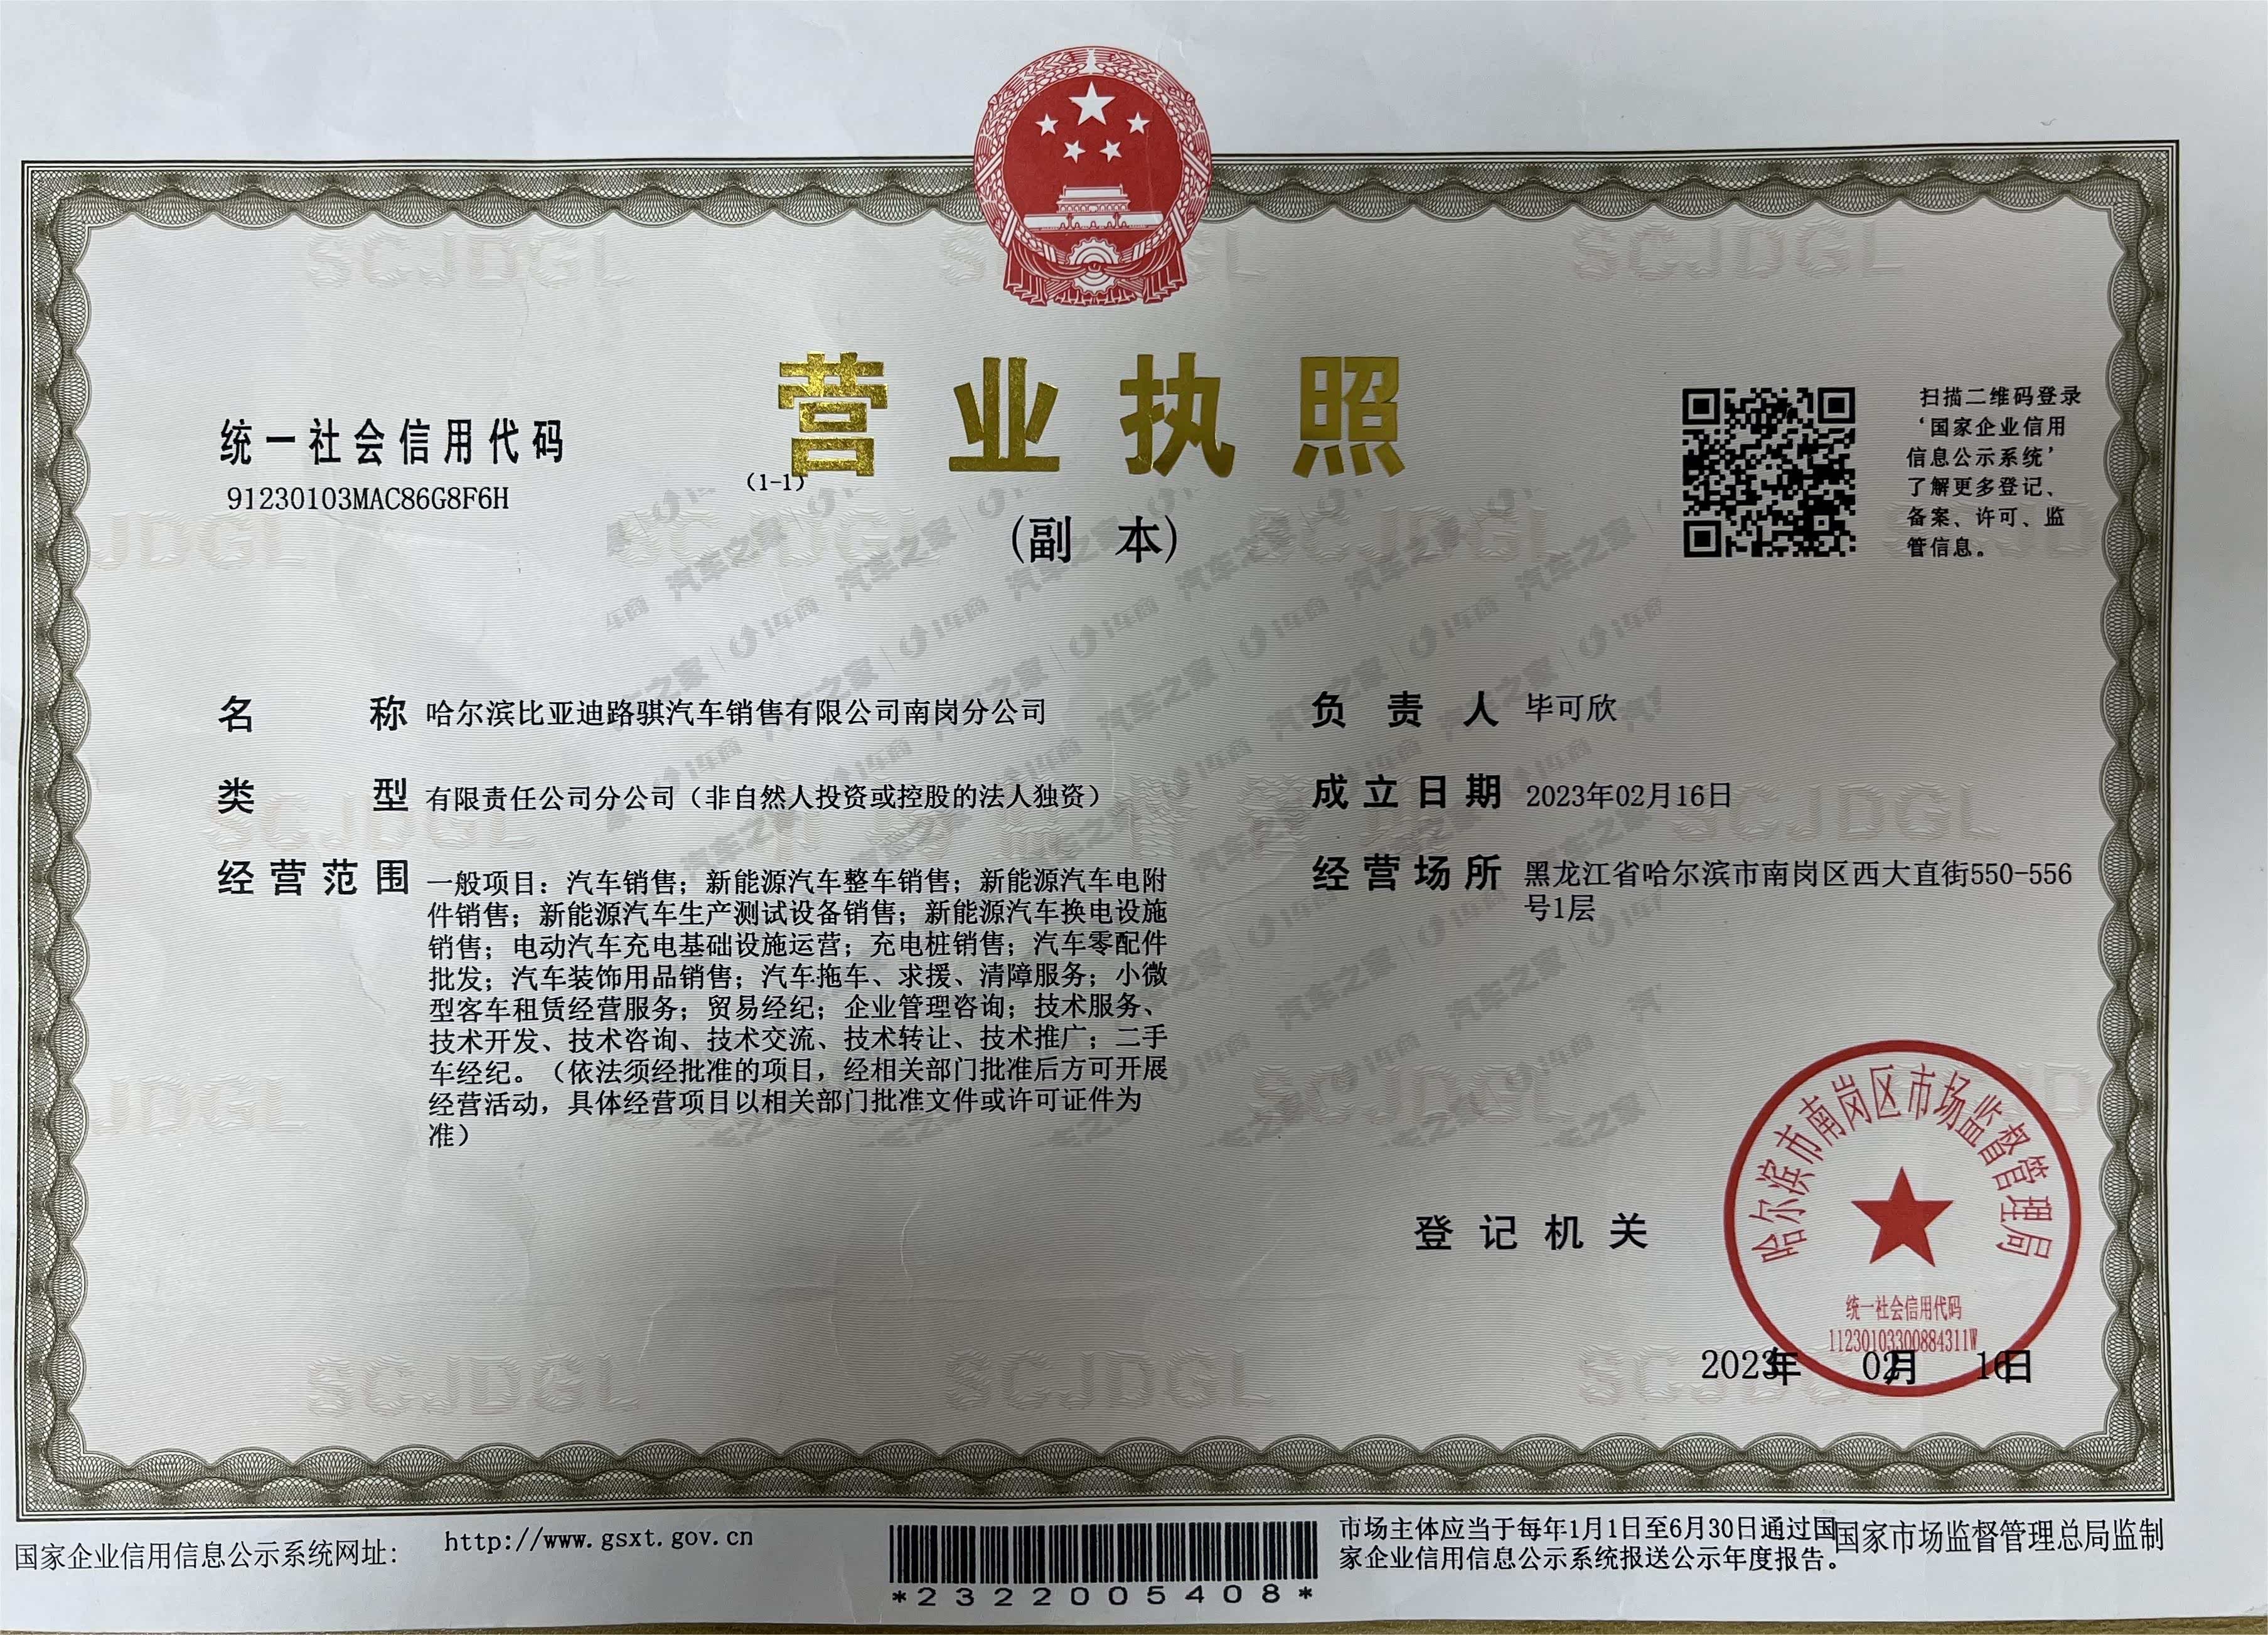 营业执照
(副 本)
(1-1)
统一社会信用代码
91230103MAC86G8F6H
扫描二维码登录
‘国家企业信用
信息公示系统’
了解更多登记、
备案、许可、监
管信息。
名 称 哈尔滨比亚迪路骐汽车销售有限公司南岗分公司
类 型 有限责任公司分公司（非自然人投资或控股的法人独资）
经营范围 一般项目：汽车销售；新能源汽车整车销售；新能源汽车电附
件销售；新能源汽车生产测试设备销售；新能源汽车换电设施
销售；电动汽车充电基础设施运营；充电桩销售；汽车零配件
批发；汽车装饰用品销售；汽车拖车、求援、清障服务；小微
型客车租赁经营服务；贸易经纪；企业管理咨询；技术服务、
技术开发、技术咨询、技术交流、技术转让、技术推广；二手
车经纪。（依法须经批准的项目，经相关部门批准后方可开展
经营活动，具体经营项目以相关部门批准文件或许可证件为
准）
负责人 毕可欣
成立日期 2023年02月16日
经营场所 黑龙江省哈尔滨市南岗区西大直街550-556
号1层
登记机关
哈尔滨市南岗区市场监督管理局
统一社会信用代码
11230103300884311W
2023年 02月 16日
国家企业信用信息公示系统网址：
http://www.gsxt.gov.cn
*2322005408*
市场主体应当于每年1月1日至6月30日通过国
家企业信用信息公示系统报送公示年度报告。
国家市场监督管理总局监制
SCJDGL
汽车之家